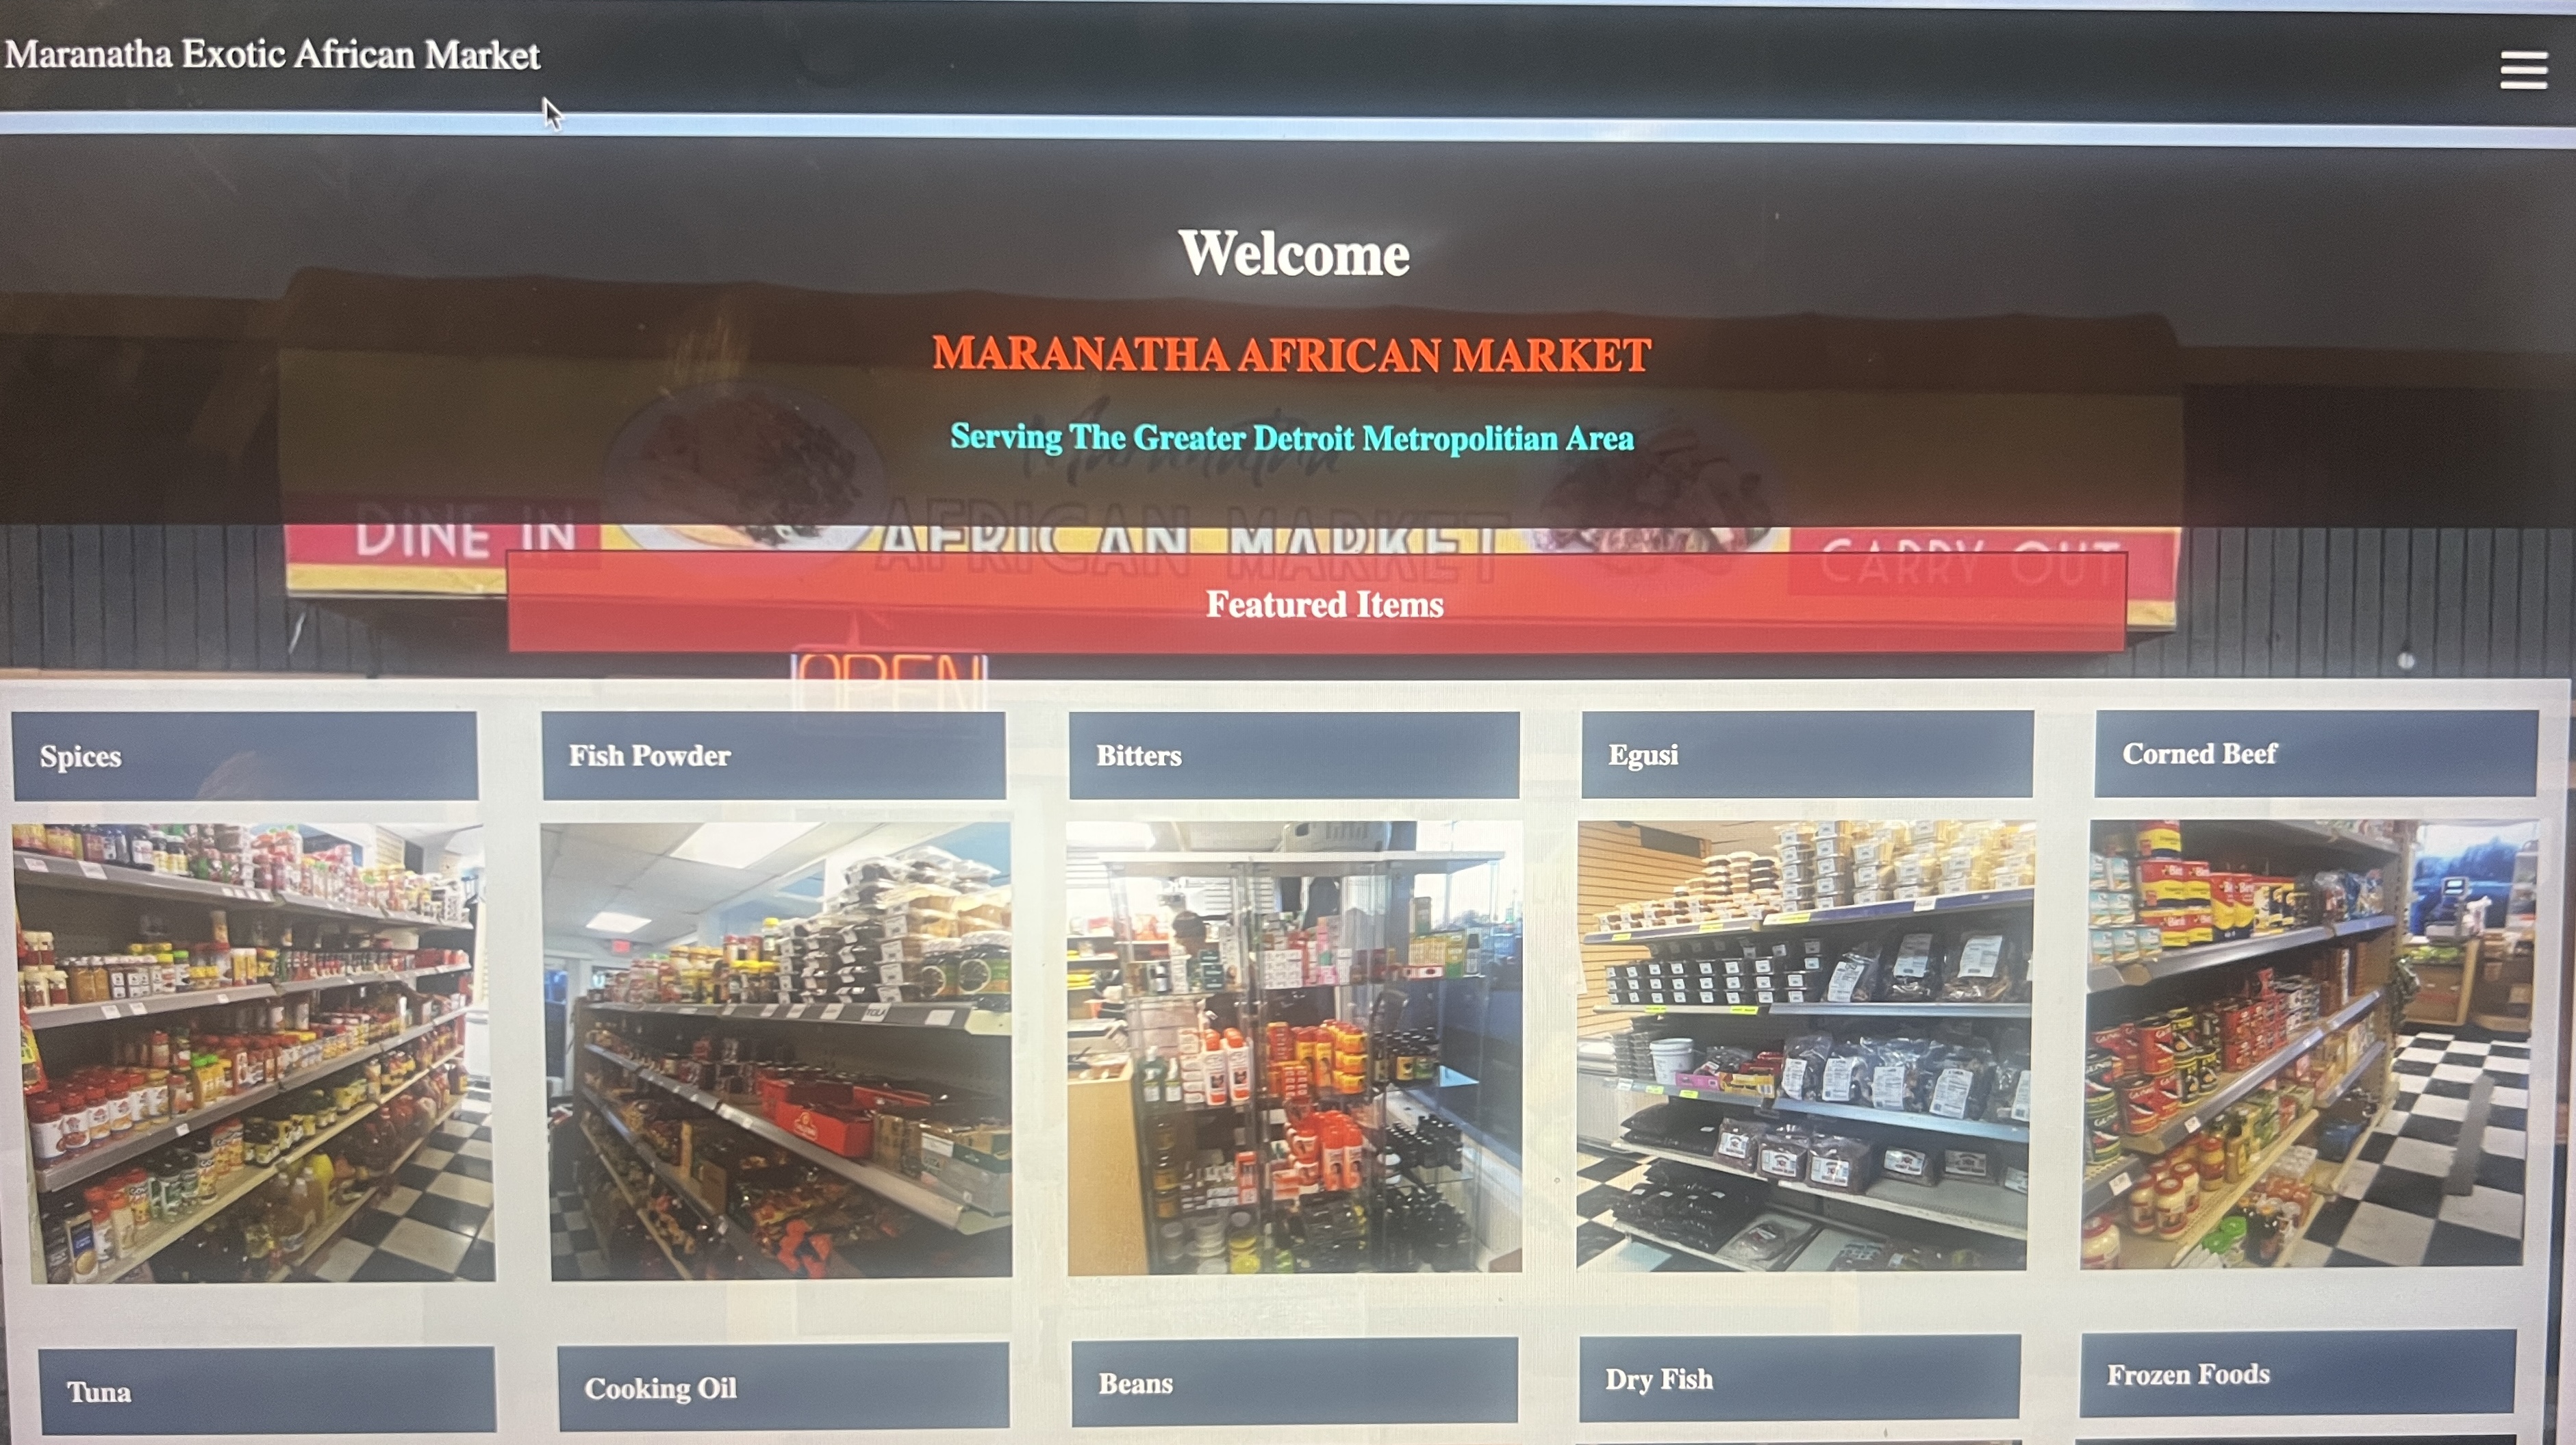 Maranatha Exotic African Market
Welcome
MARANATHA AFRICAN MARKET
Serving The Greater Detroit Metropolitian Area
Maranatha
DINE IN
AFRICAN MARKET
CARRY OUT
Featured Items
OPEN
Spices
Fish Powder
Bitters
Egusi
Corned Beef
Tuna
Cooking Oil
Beans
Dry Fish
Frozen Foods